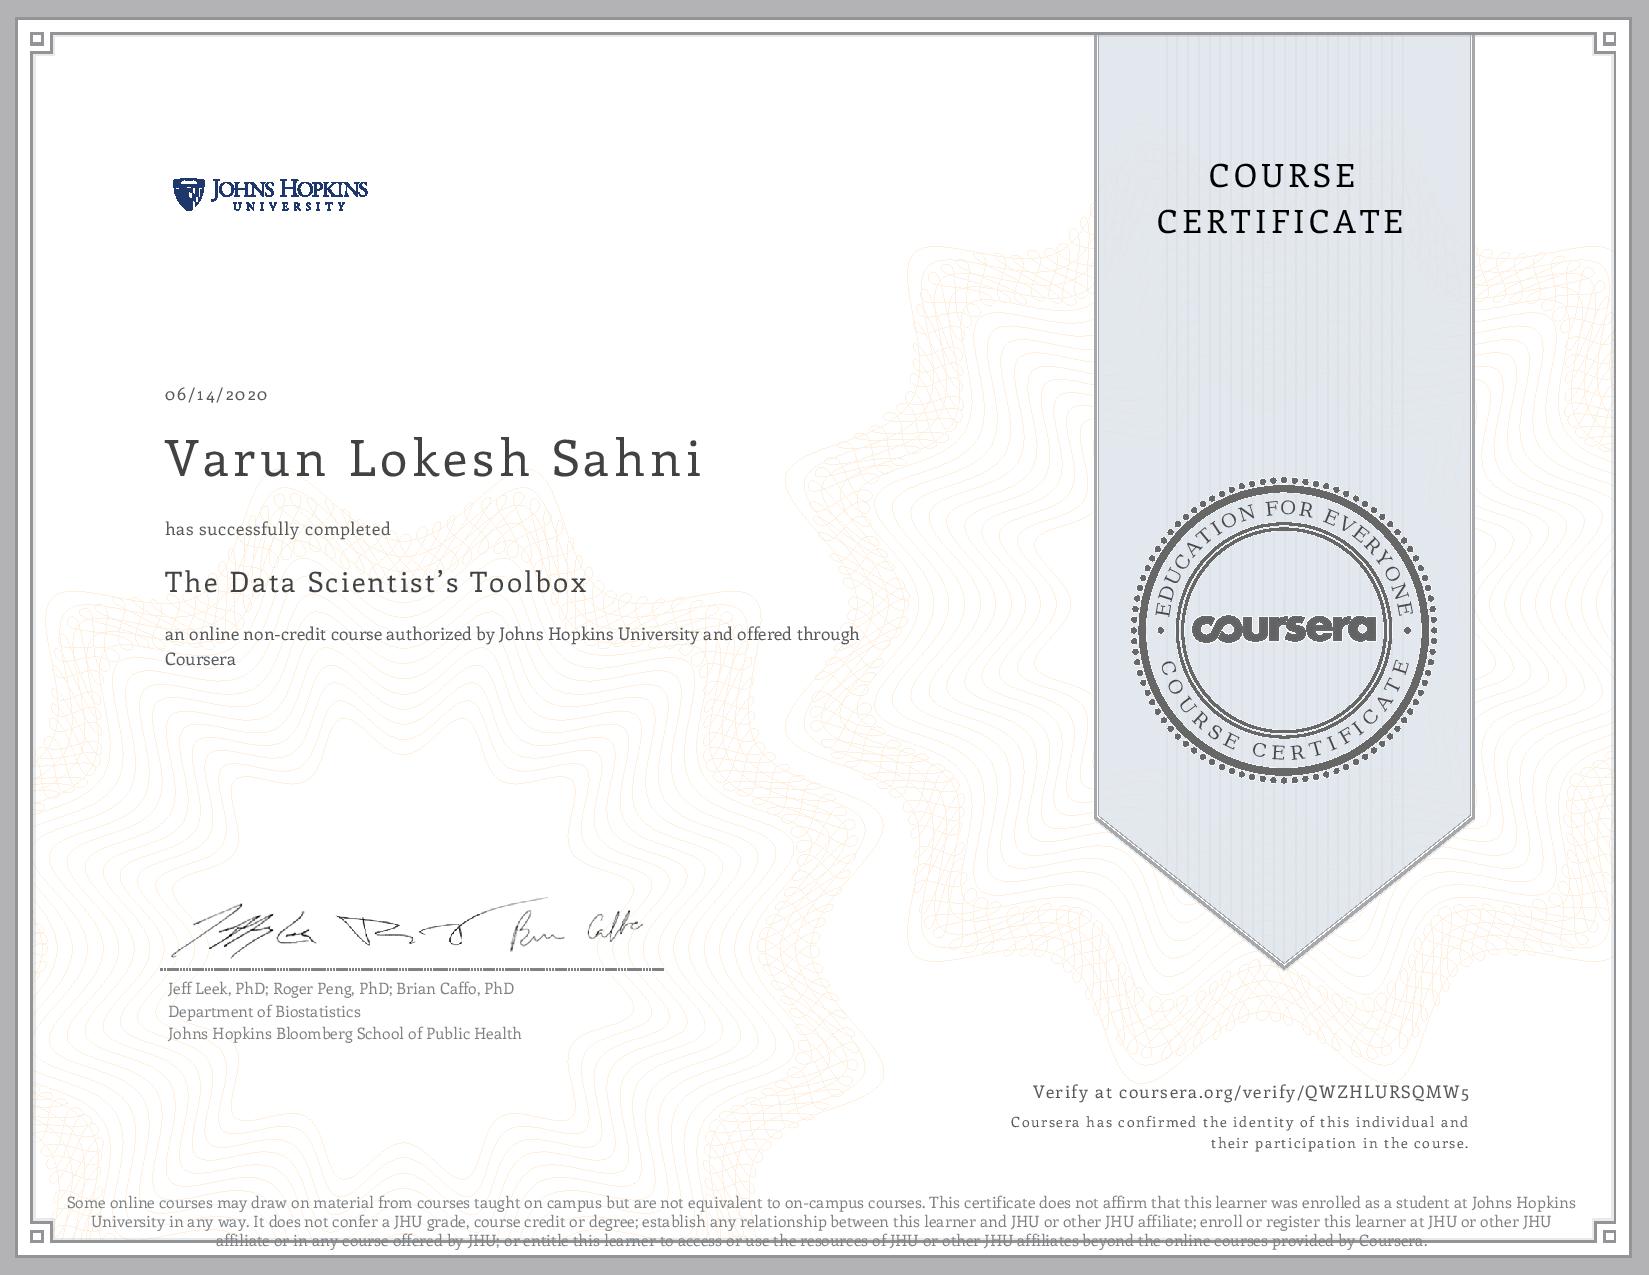 JOHNS HOPKINS
UNIVERSITY
COURSE
CERTIFICATE
06/14/2020
Varun Lokesh Sahni
has successfully completed
The Data Scientist’s Toolbox
an online non-credit course authorized by Johns Hopkins University and offered through
Coursera
EDUCATION FOR EVERYONE
coursera
COURSE CERTIFICATE
Jeff Leek, PhD; Roger Peng, PhD; Brian Caffo, PhD
Department of Biostatistics
Johns Hopkins Bloomberg School of Public Health
Verify at coursera.org/verify/QWZHLURSQMW5
Coursera has confirmed the identity of this individual and
their participation in the course.
Some online courses may draw on material from courses taught on campus but are not equivalent to on-campus courses. This certificate does not affirm that this learner was enrolled as a student at Johns Hopkins
University in any way. It does not confer a JHU grade, course credit or degree; establish any relationship between this learner and JHU or other JHU affiliate; enroll or register this learner at JHU or other JHU
affiliate or in any course offered by JHU; or entitle this learner to access or use the resources of JHU or other JHU affiliates beyond the online courses provided by Coursera.